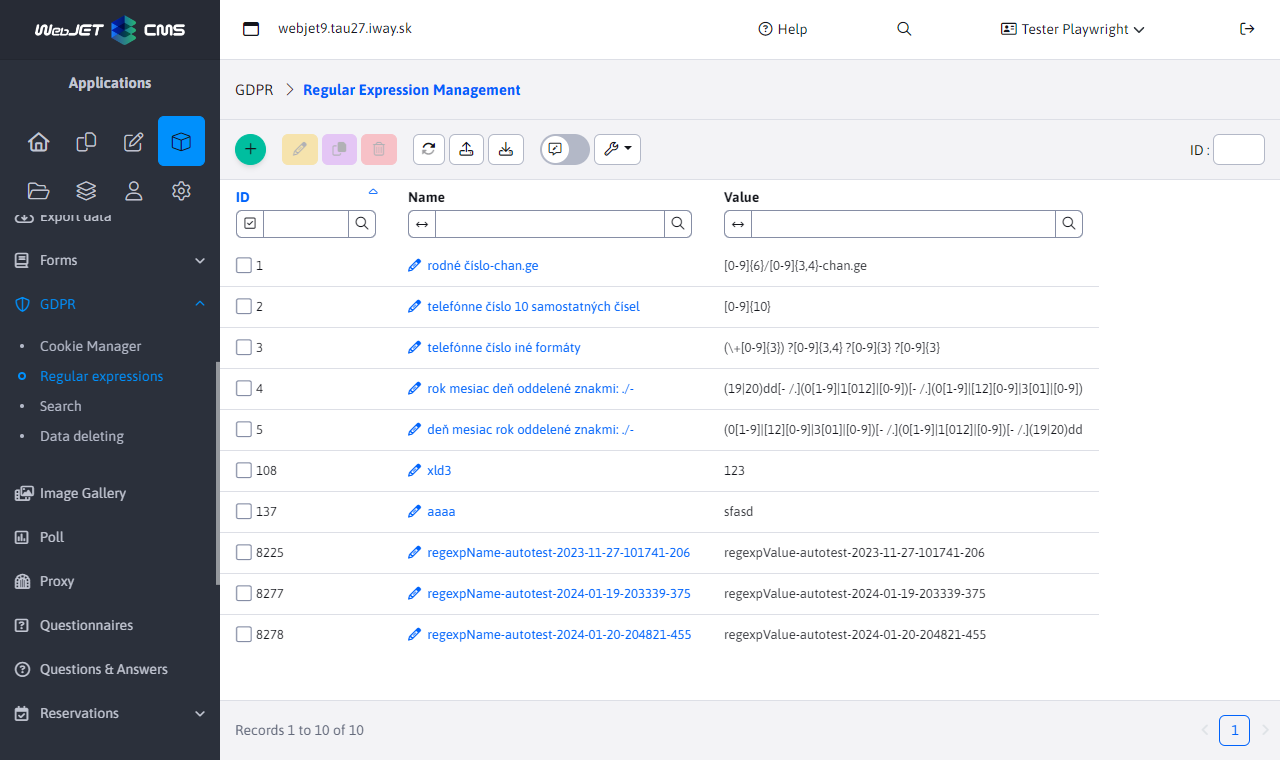 WebJET CMS
webjet9.tau27.iway.sk
Help
Tester Playwright
Applications
GDPR
Regular Expression Management
ID :
Export data
Forms
GDPR
Cookie Manager
Regular expressions
Search
Data deleting
Image Gallery
Poll
Proxy
Questionnaires
Questions & Answers
Reservations
ID Name Value
1 rodné číslo-chan.ge [0-9]{6}/[0-9]{3,4}-chan.ge
2 telefónne číslo 10 samostatných čísel [0-9]{10}
3 telefónne číslo iné formáty (\+[0-9]{3}) ?[0-9]{3,4} ?[0-9]{3} ?[0-9]{3}
4 rok mesiac deň oddelené znakmi: ./- (19|20)dd[- /.](0[1-9]|1[012]|[0-9])[- /.](0[1-9]|[12][0-9]|3[01]|[0-9])
5 deň mesiac rok oddelené znakmi: ./- (0[1-9]|[12][0-9]|3[01]|[0-9])[- /.](0[1-9]|1[012]|[0-9])[- /.](19|20)dd
108 xld3 123
137 aaaa sfasd
8225 regexpName-autotest-2023-11-27-101741-206 regexpValue-autotest-2023-11-27-101741-206
8277 regexpName-autotest-2024-01-19-203339-375 regexpValue-autotest-2024-01-19-203339-375
8278 regexpName-autotest-2024-01-20-204821-455 regexpValue-autotest-2024-01-20-204821-455
Records 1 to 10 of 10
1